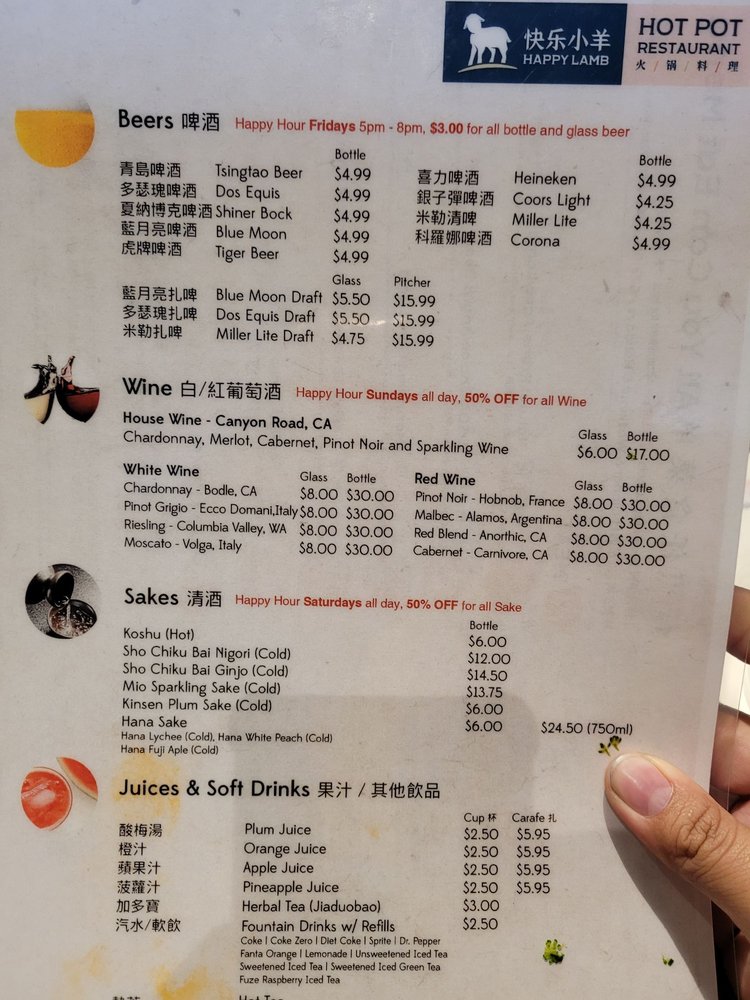 快乐小羊
HAPPY LAMB
HOT POT
RESTAURANT
火 / 锅 / 料 / 理
Beers 啤酒 Happy Hour Fridays 5pm - 8pm, $3.00 for all bottle and glass beer
Bottle
青島啤酒 Tsingtao Beer $4.99
多瑟瑰啤酒 Dos Equis $4.99
夏納博克啤酒 Shiner Bock $4.99
藍月亮啤酒 Blue Moon $4.99
虎牌啤酒 Tiger Beer $4.99
Bottle
喜力啤酒 Heineken $4.99
銀子彈啤酒 Coors Light $4.25
米勒清啤 Miller Lite $4.25
科羅娜啤酒 Corona $4.99
Glass Pitcher
藍月亮扎啤 Blue Moon Draft $5.50 $15.99
多瑟瑰扎啤 Dos Equis Draft $5.50 $15.99
米勒扎啤 Miller Lite Draft $4.75 $15.99
Wine 白/紅葡萄酒 Happy Hour Sundays all day, 50% OFF for all Wine
House Wine - Canyon Road, CA
Glass Bottle
Chardonnay, Merlot, Cabernet, Pinot Noir and Sparkling Wine $6.00 $17.00
White Wine Glass Bottle
Chardonnay - Bodle, CA $8.00 $30.00
Pinot Grigio - Ecco Domani,Italy $8.00 $30.00
Riesling - Columbia Valley, WA $8.00 $30.00
Moscato - Volga, Italy $8.00 $30.00
Red Wine Glass Bottle
Pinot Noir - Hobnob, France $8.00 $30.00
Malbec - Alamos, Argentina $8.00 $30.00
Red Blend - Anorthic, CA $8.00 $30.00
Cabernet - Carnivore, CA $8.00 $30.00
Sakes 清酒 Happy Hour Saturdays all day, 50% OFF for all Sake
Bottle
Koshu (Hot) $6.00
Sho Chiku Bai Nigori (Cold) $12.00
Sho Chiku Bai Ginjo (Cold) $14.50
Mio Sparkling Sake (Cold) $13.75
Kinsen Plum Sake (Cold) $6.00
Hana Sake $6.00 $24.50 (750ml)
Hana Lychee (Cold), Hana White Peach (Cold)
Hana Fuji Aple (Cold)
Juices & Soft Drinks 果汁 / 其他飲品
Cup 杯 Carafe 扎
酸梅湯 Plum Juice $2.50 $5.95
橙汁 Orange Juice $2.50 $5.95
蘋果汁 Apple Juice $2.50 $5.95
菠蘿汁 Pineapple Juice $2.50 $5.95
加多寶 Herbal Tea (Jiaduobao) $3.00
汽水/軟飲 Fountain Drinks w/ Refills $2.50
Coke | Coke Zero | Diet Coke | Sprite | Dr. Pepper
Fanta Orange | Lemonade | Unsweetened Iced Tea
Sweetened Iced Tea | Sweetened Iced Green Tea
Fuze Raspberry Iced Tea